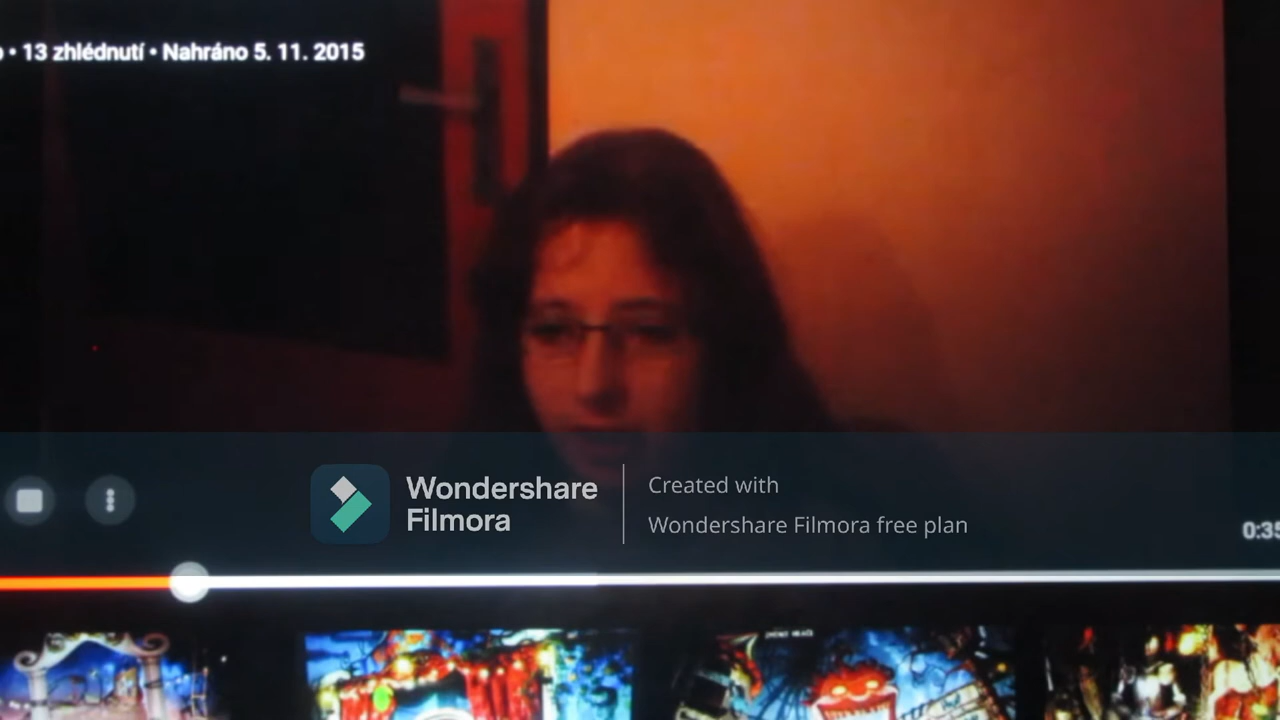 • 13 zhlédnutí • Nahráno 5. 11. 2015
Wondershare
Filmora
Created with
Wondershare Filmora free plan
0:35